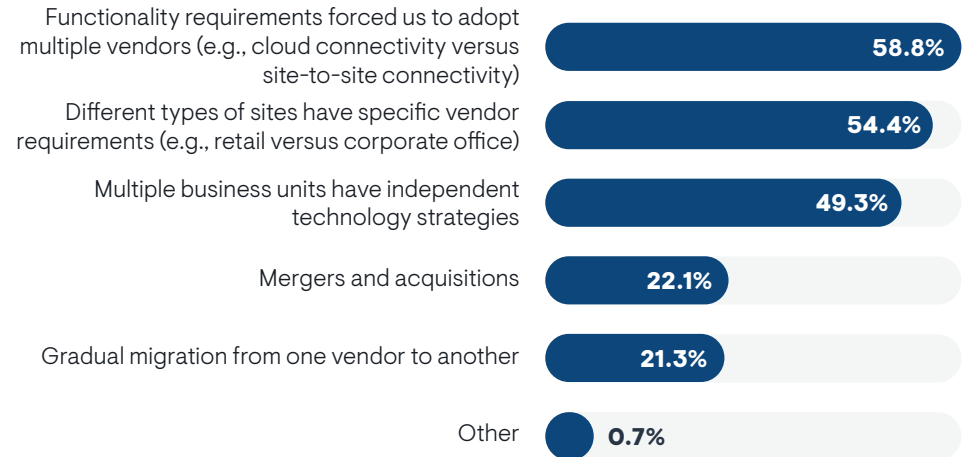 Functionality requirements forced us to adopt
multiple vendors (e.g., cloud connectivity versus
site-to-site connectivity)
58.8%
Different types of sites have specific vendor
requirements (e.g., retail versus corporate office)
54.4%
Multiple business units have independent
technology strategies
49.3%
Mergers and acquisitions
22.1%
Gradual migration from one vendor to another
21.3%
Other
0.7%